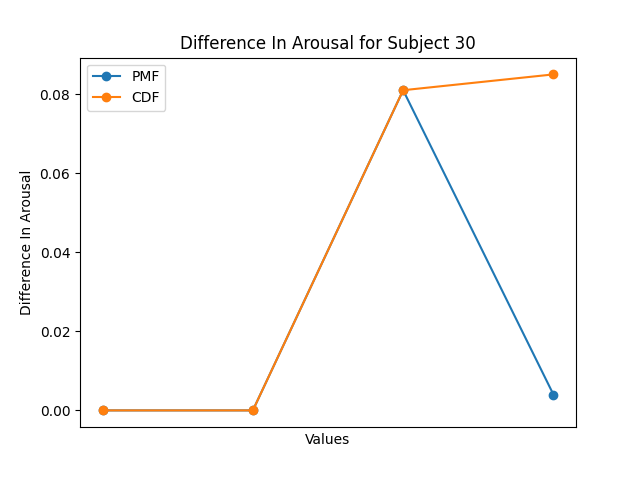 Difference In Arousal for Subject 30
PMF
CDF
0.08
0.06
0.04
0.02
0.00
Difference In Arousal
Values